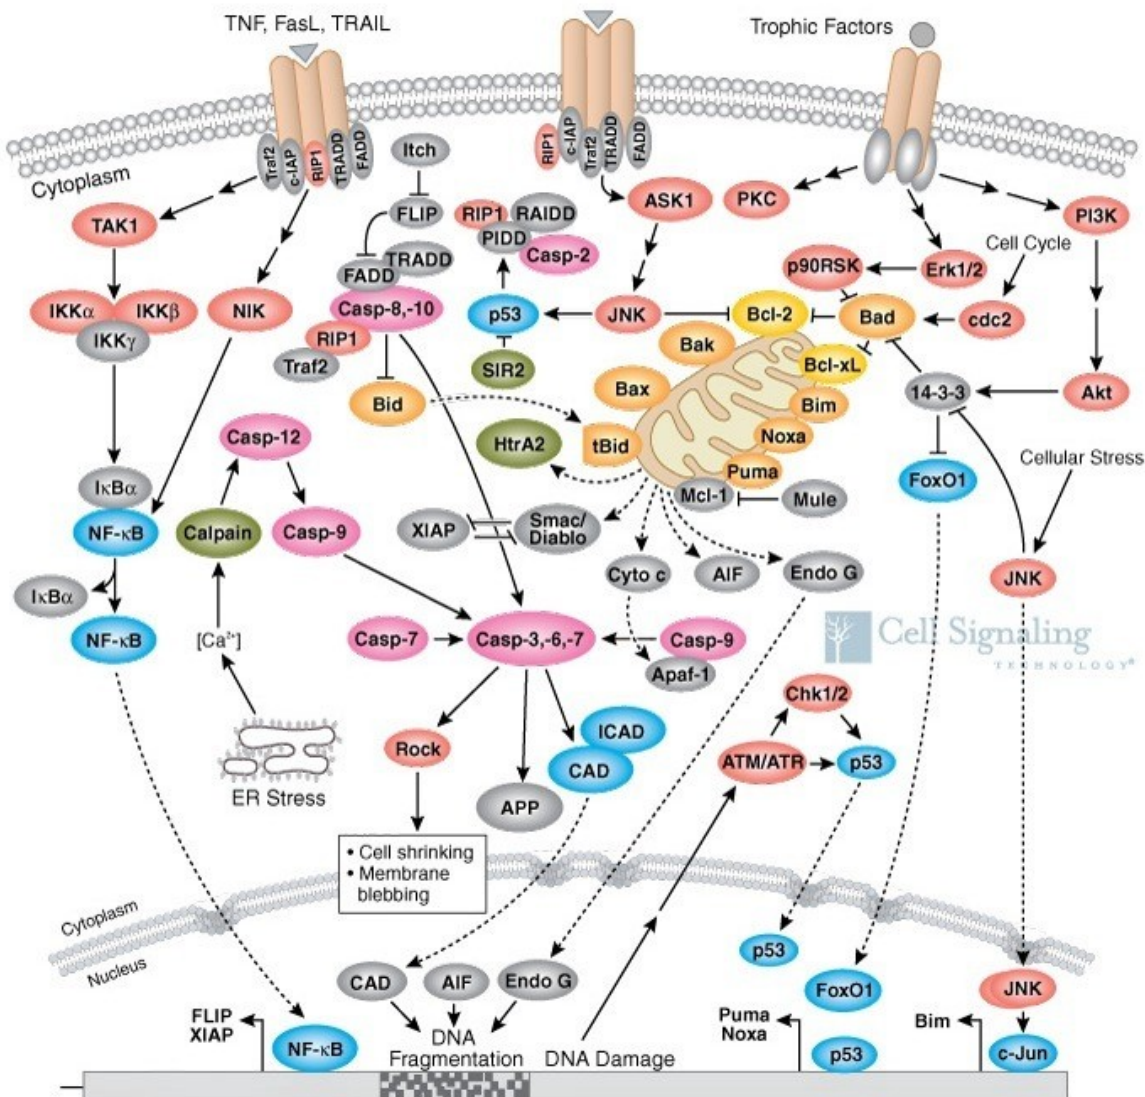 TNF, FasL, TRAIL
Trophic Factors
Cytoplasm
Traf2
c-IAP
RIP1
TRADD
FADD
RIP1
c-IAP
Traf2
TRADD
FADD
Itch
FLIP
FADD
TRADD
Casp-8,-10
RIP1
Traf2
Bid
TAK1
IKKα
IKKβ
IKKγ
NIK
RIP1
RAIDD
PIDD
Casp-2
p53
SIR2
ASK1
JNK
PKC
PI3K
Cell Cycle
p90RSK
Erk1/2
Bcl-2
Bad
cdc2
Bak
Bcl-xL
Bax
Bim
14-3-3
Akt
Noxa
tBid
HtrA2
Puma
Mcl-1
Mule
FoxO1
Cellular Stress
JNK
Casp-12
IκBα
NF-κB
Calpain
Casp-9
XIAP
Smac/
Diablo
Cyto c
AIF
Endo G
IκBα
NF-κB
[Ca²⁺]
Casp-7
Casp-3,-6,-7
Casp-9
Apaf-1
Cell Signaling
TECHNOLOGY®
ER Stress
Rock
APP
ICAD
CAD
Chk1/2
ATM/ATR
p53
• Cell shrinking
• Membrane
blebbing
Cytoplasm
Nucleus
CAD
AIF
Endo G
p53
FoxO1
JNK
FLIP
XIAP
NF-κB
DNA
Fragmentation
DNA Damage
Puma
Noxa
p53
Bim
c-Jun